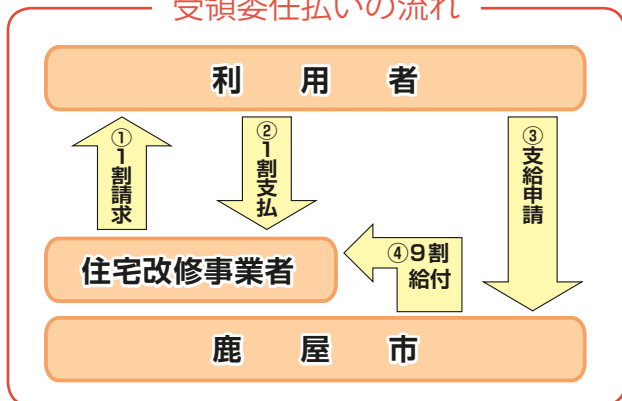 受領委任払いの流れ
利用者
①1割請求
②1割支払
③支給申請
住宅改修事業者
④9割
給付
鹿屋市